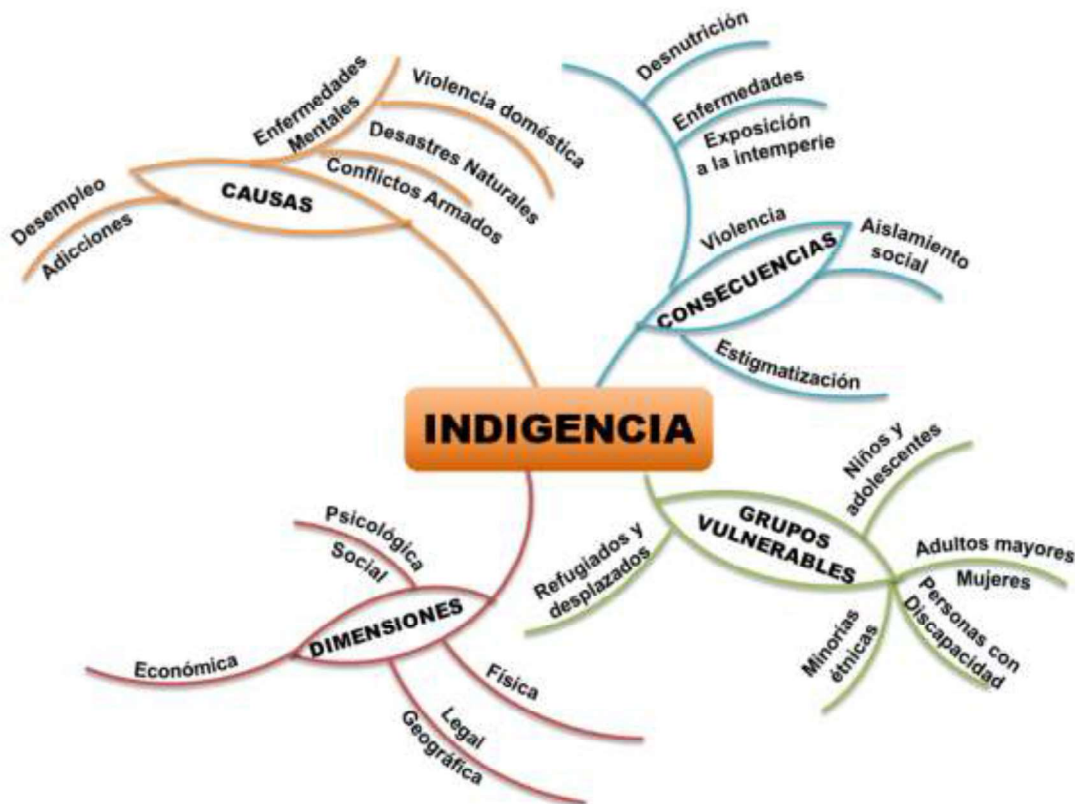 Enfermedades
Mentales
Violencia doméstica
Desastres Naturales
Conflictos Armados
CAUSAS
Desempleo
Adicciones
Desnutrición
Enfermedades
Exposición
a la intemperie
Violencia
CONSECUENCIAS
Aislamiento
social
Estigmatización
INDIGENCIA
Niños y
adolescentes
GRUPOS
VULNERABLES
Adultos mayores
Mujeres
Personas con
Discapacidad
Minorías
étnicas
Refugiados y
desplazados
Psicológica
Social
DIMENSIONES
Económica
Física
Legal
Geográfica